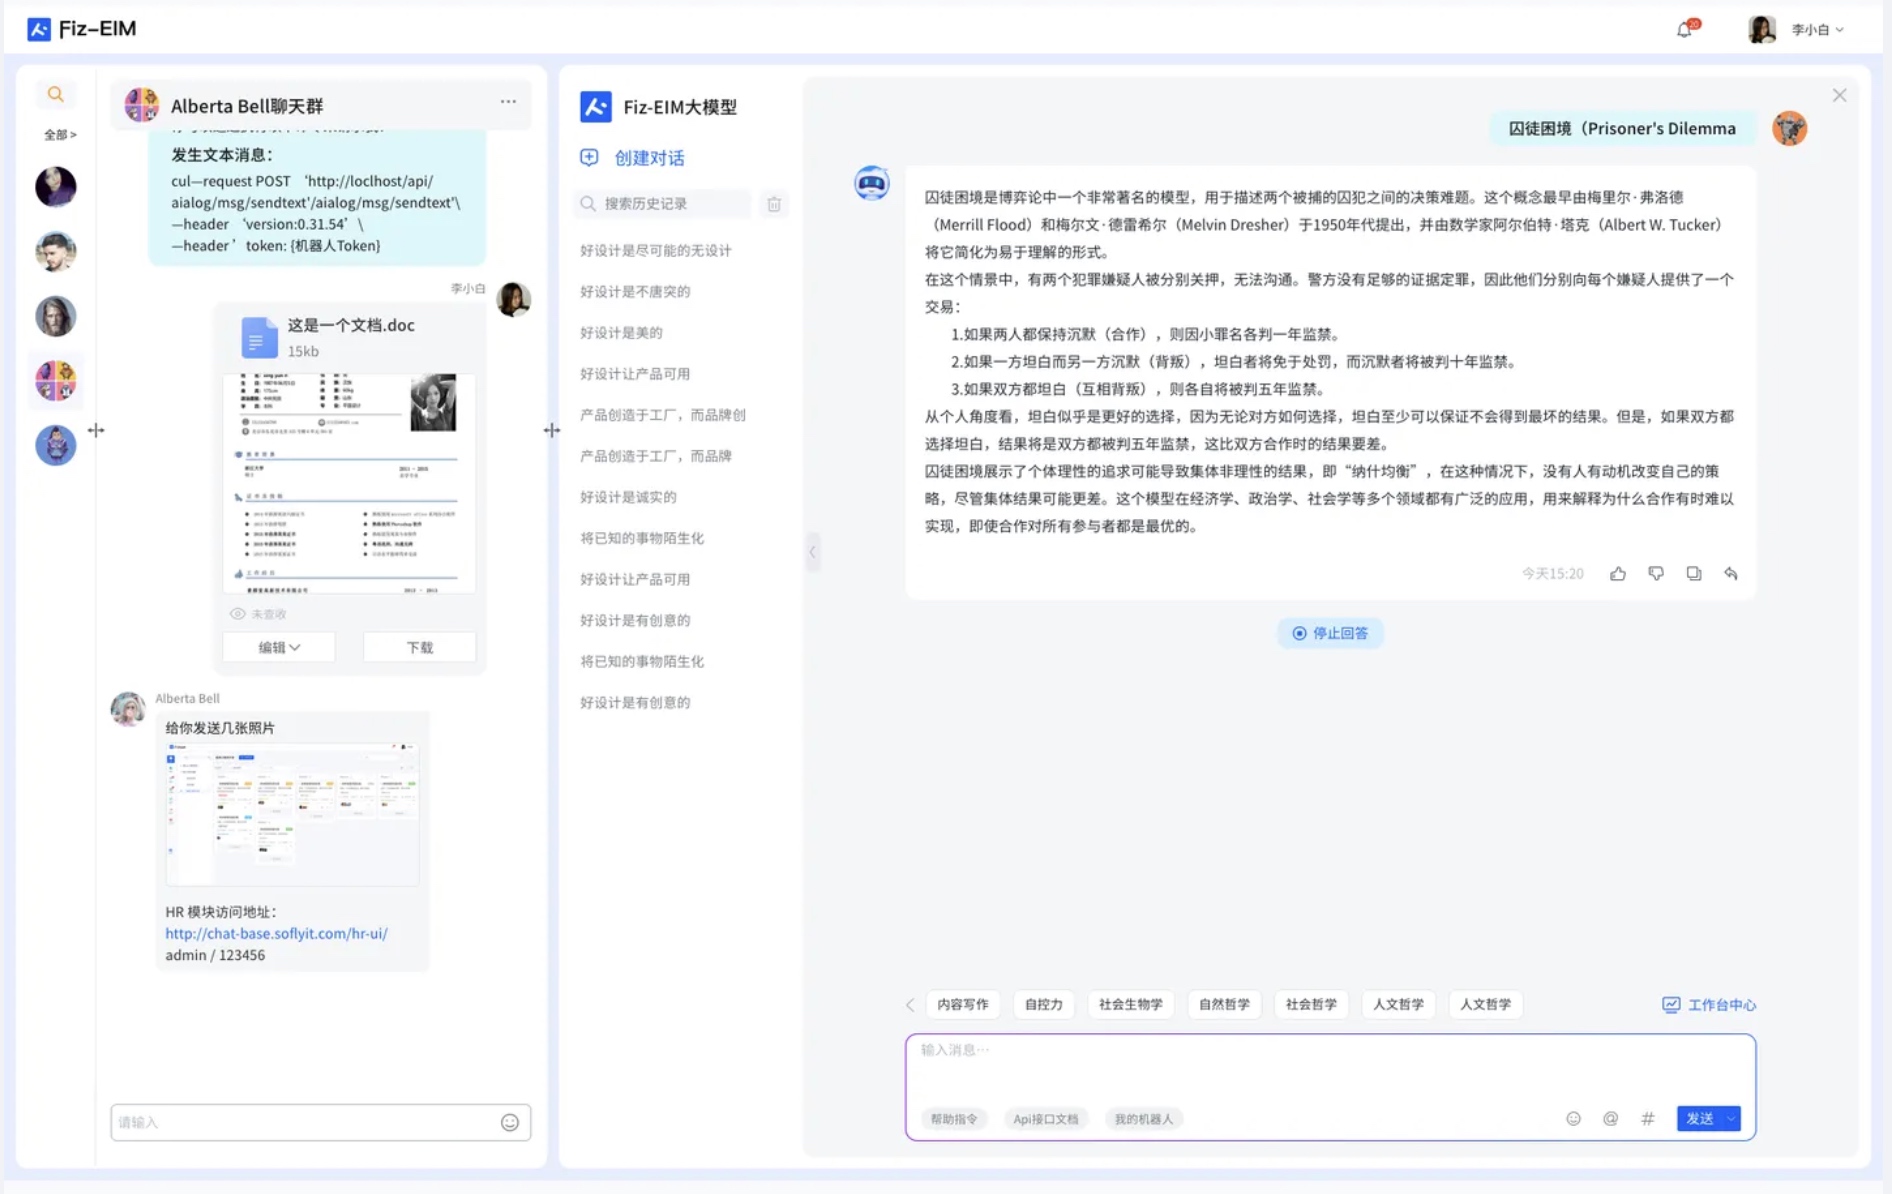 Fiz-EIM
20
李小白
全部>
Alberta Bell聊天群
发生文本消息：
cul—request POST ‘http://loclhost/api/
aialog/msg/sendtext'/aialog/msg/sendtext'\
—header ‘version:0.31.54’ \
—header ’ token: {机器人Token}
李小白
这是一个文档.doc
15kb
未查收
编辑
下载
Alberta Bell
给你发送几张照片
HR 模块访问地址：
http://chat-base.soflyit.com/hr-ui/
admin / 123456
请输入
Fiz-EIM大模型
创建对话
搜索历史记录
好设计是尽可能的无设计
好设计是不唐突的
好设计是美的
好设计让产品可用
产品创造于工厂，而品牌创
产品创造于工厂，而品牌
好设计是诚实的
将已知的事物陌生化
好设计让产品可用
好设计是有创意的
将已知的事物陌生化
好设计是有创意的
囚徒困境（Prisoner's Dilemma
囚徒困境是博弈论中一个非常著名的模型，用于描述两个被捕的囚犯之间的决策难题。这个概念最早由梅里尔·弗洛德
（Merrill Flood）和梅尔文·德雷希尔（Melvin Dresher）于1950年代提出，并由数学家阿尔伯特·塔克（Albert W. Tucker）
将它简化为易于理解的形式。
在这个情景中，有两个犯罪嫌疑人被分别关押，无法沟通。警方没有足够的证据定罪，因此他们分别向每个嫌疑人提供了一个
交易：
1.如果两人都保持沉默（合作），则因小罪名各判一年监禁。
2.如果一方坦白而另一方沉默（背叛），坦白者将免于处罚，而沉默者将被判十年监禁。
3.如果双方都坦白（互相背叛），则各自将被判五年监禁。
从个人角度看，坦白似乎是更好的选择，因为无论对方如何选择，坦白至少可以保证不会得到最坏的结果。但是，如果双方都
选择坦白，结果将是双方都被判五年监禁，这比双方合作时的结果要差。
囚徒困境展示了个体理性的追求可能导致集体非理性的结果，即“纳什均衡”，在这种情况下，没有人有动机改变自己的策
略，尽管集体结果可能更差。这个模型在经济学、政治学、社会学等多个领域都有广泛的应用，用来解释为什么合作有时难以
实现，即使合作对所有参与者都是最优的。
今天15:20
停止回答
内容写作
自控力
社会生物学
自然哲学
社会哲学
人文哲学
人文哲学
工作台中心
输入消息…
帮助指令
Api接口文档
我的机器人
发送